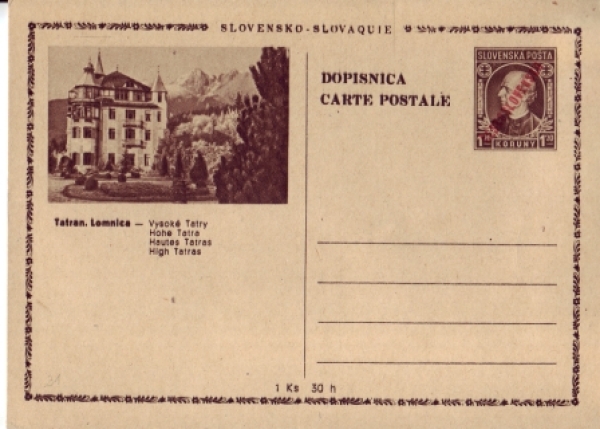 SLOVENSKO - SLOVAQUIE
DOPISNICA
CARTE POSTALE
SLOVENSKÁ POŠTA
KORUNY
Tatran. Lomnica — Vysoké Tatry
Hohe Tatra
Hautes Tatras
High Tatras
1 Ks 30 h